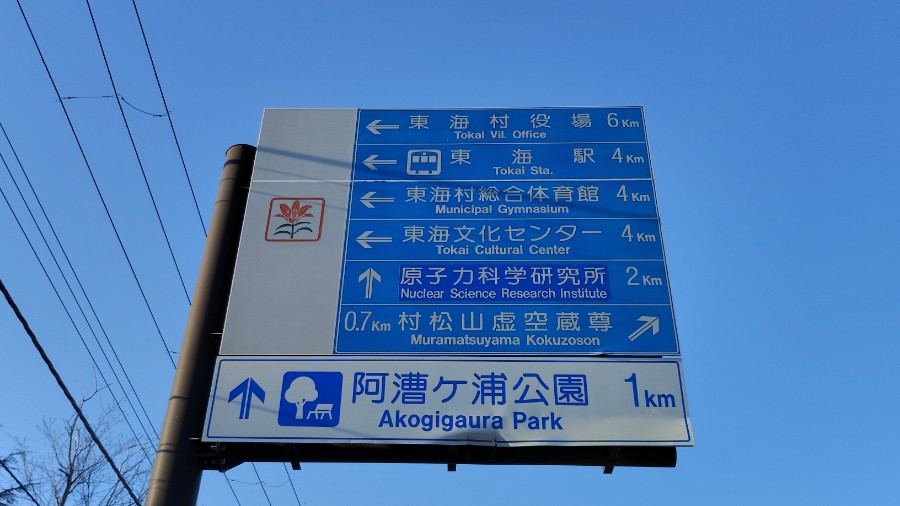 ← 東海村役場 6Km
Tokai Vil. Office
← 東海駅 4Km
Tokai Sta.
← 東海村総合体育館 4Km
Municipal Gymnasium
← 東海文化センター 4Km
Tokai Cultural Center
↑ 原子力科学研究所 2Km
Nuclear Science Research Institute
0.7Km 村松山虚空蔵尊 ↗
Muramatsuyama Kokuzoson
↑ 阿漕ケ浦公園 1km
Akogigaura Park